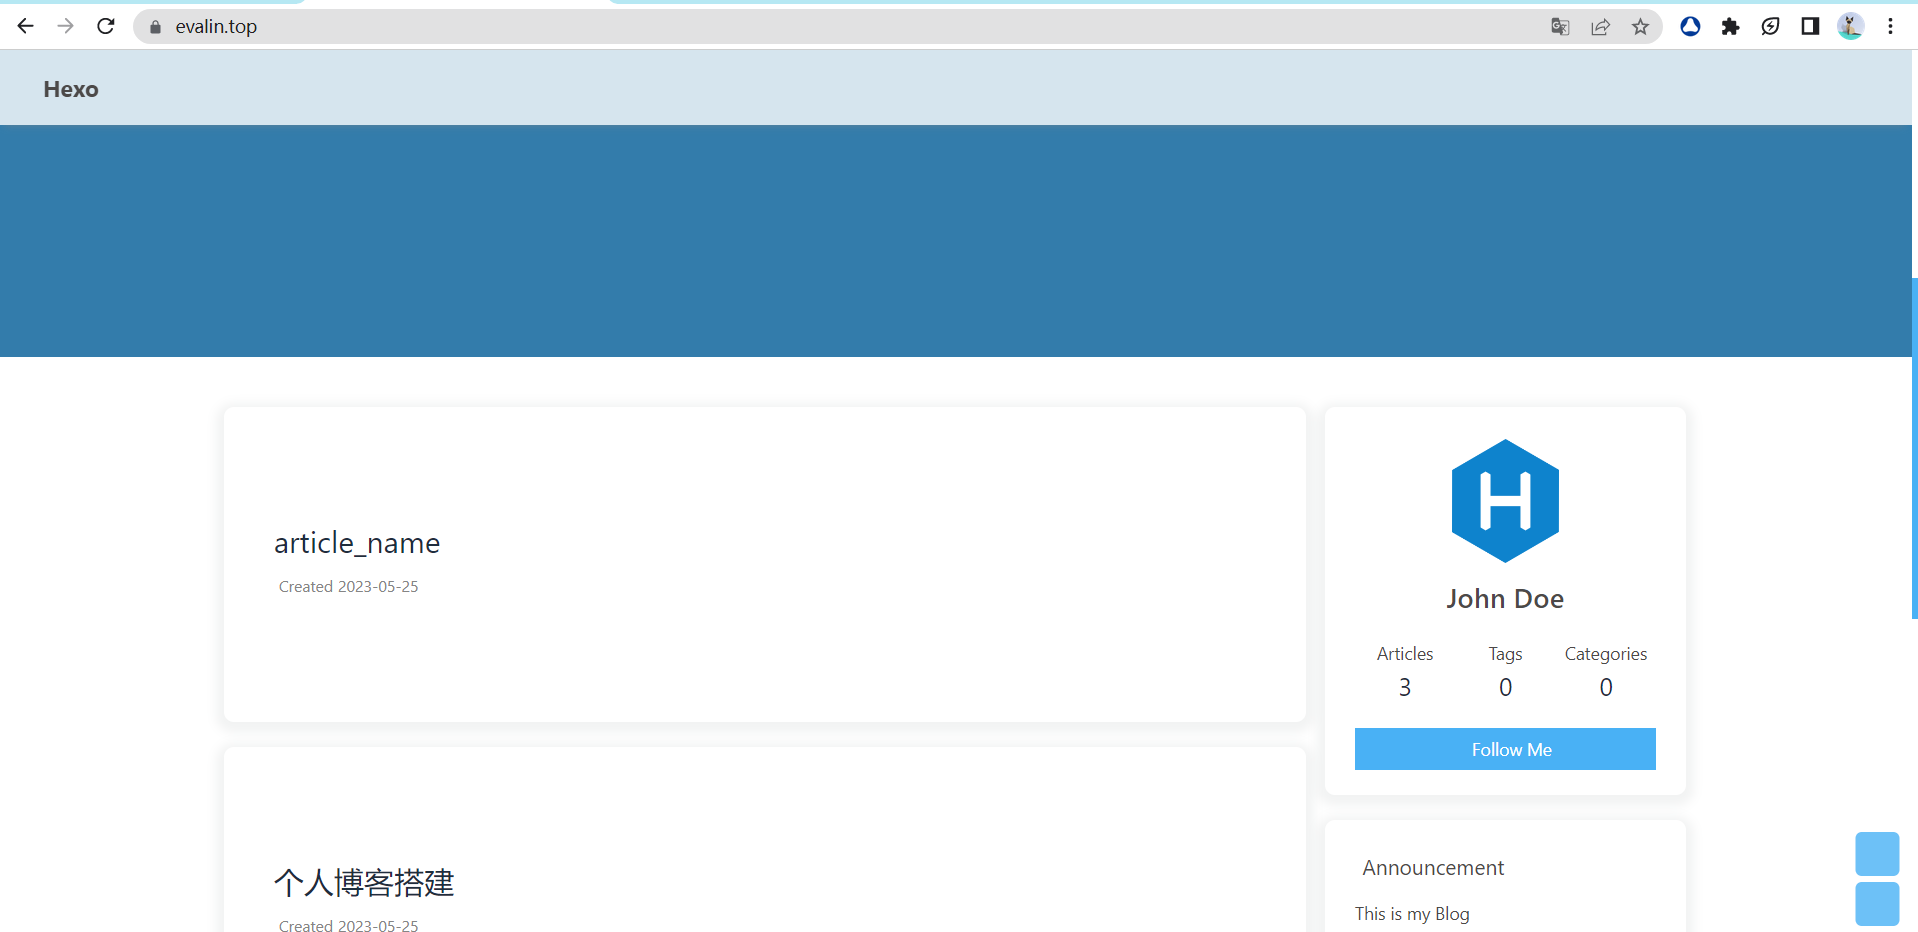 evalin.top
Hexo
article_name
Created 2023-05-25
个人博客搭建
Created 2023-05-25
H
John Doe
Articles Tags Categories
3 0 0
Follow Me
Announcement
This is my Blog